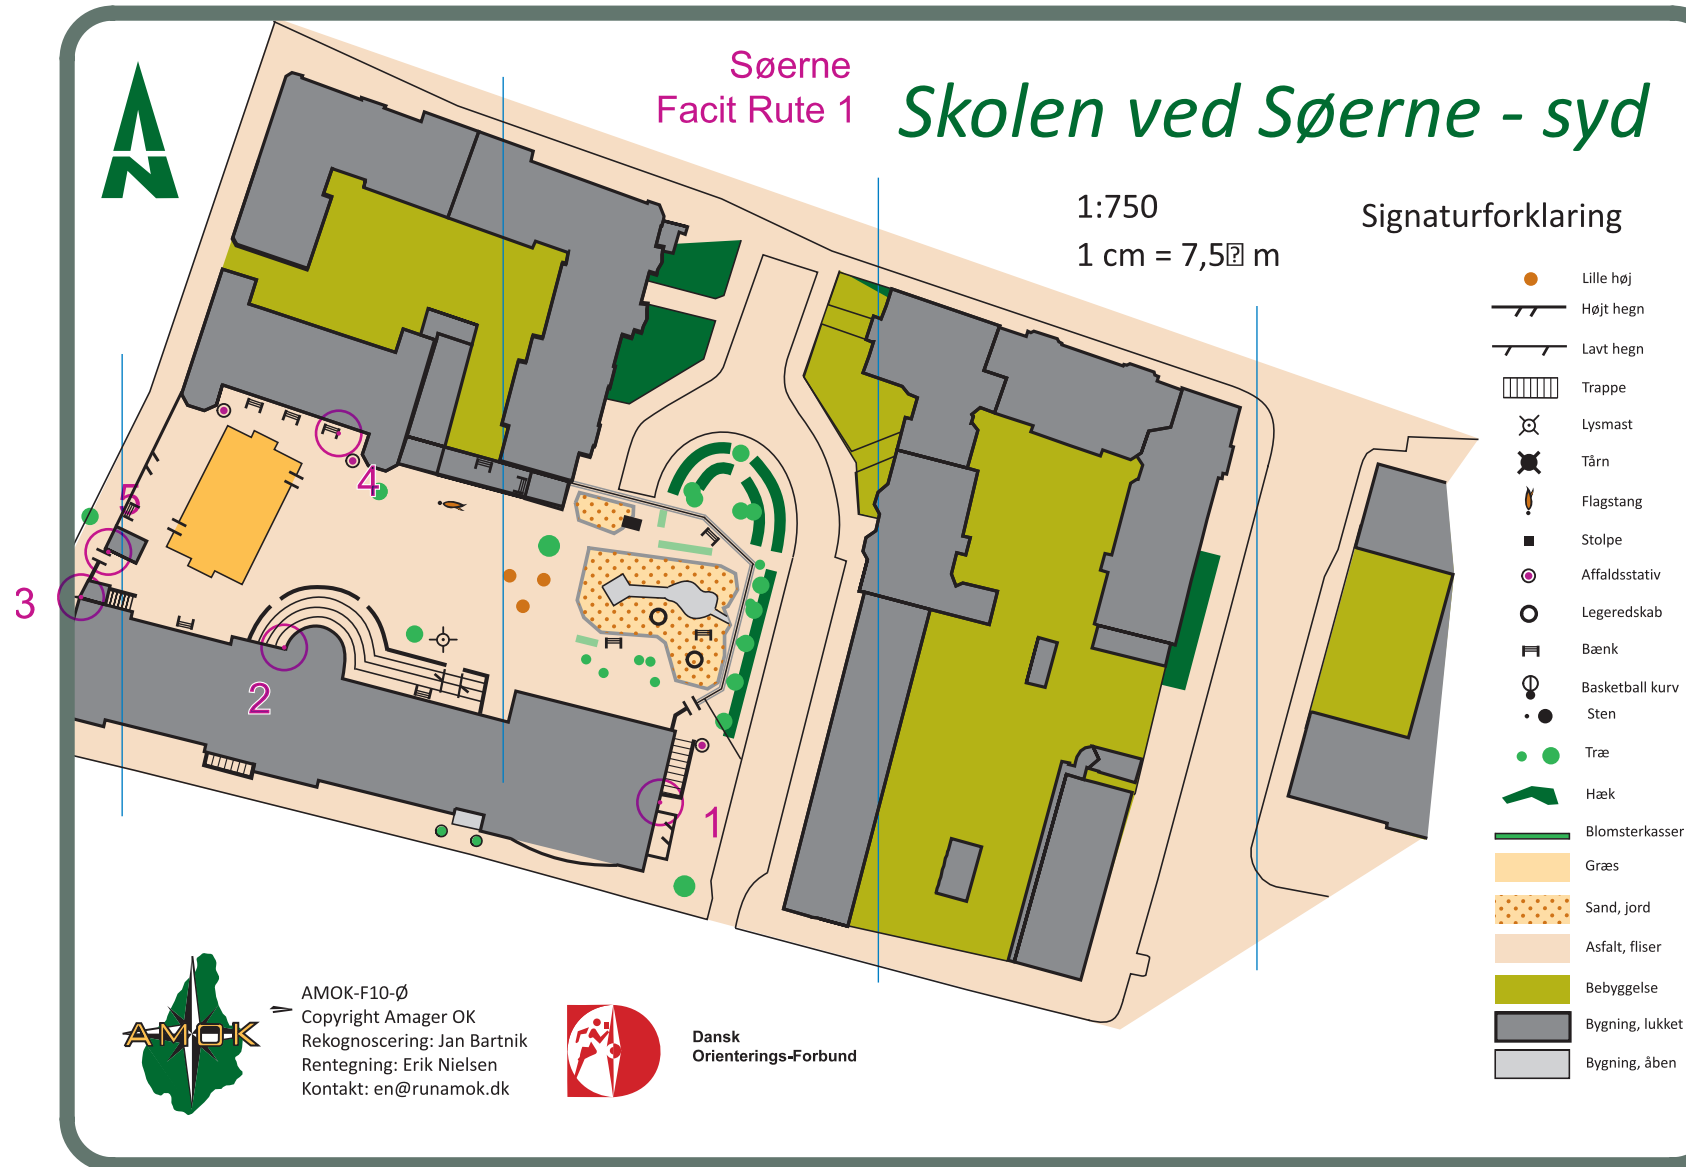 Søerne
Facit Rute 1
Skolen ved Søerne - syd
1:750
1 cm = 7,5 m
Signaturforklaring
Lille høj
Højt hegn
Lavt hegn
Trappe
Lysmast
Tårn
Flagstang
Stolpe
Affaldsstativ
Legeredskab
Bænk
Basketball kurv
Sten
Træ
Hæk
Blomsterkasser
Græs
Sand, jord
Asfalt, fliser
Bebyggelse
Bygning, lukket
Bygning, åben
5
4
3
2
1
N
AMOK
AMOK-F10-Ø
Copyright Amager OK
Rekognoscering: Jan Bartnik
Rentegning: Erik Nielsen
Kontakt: en@runamok.dk
Dansk
Orienterings-Forbund